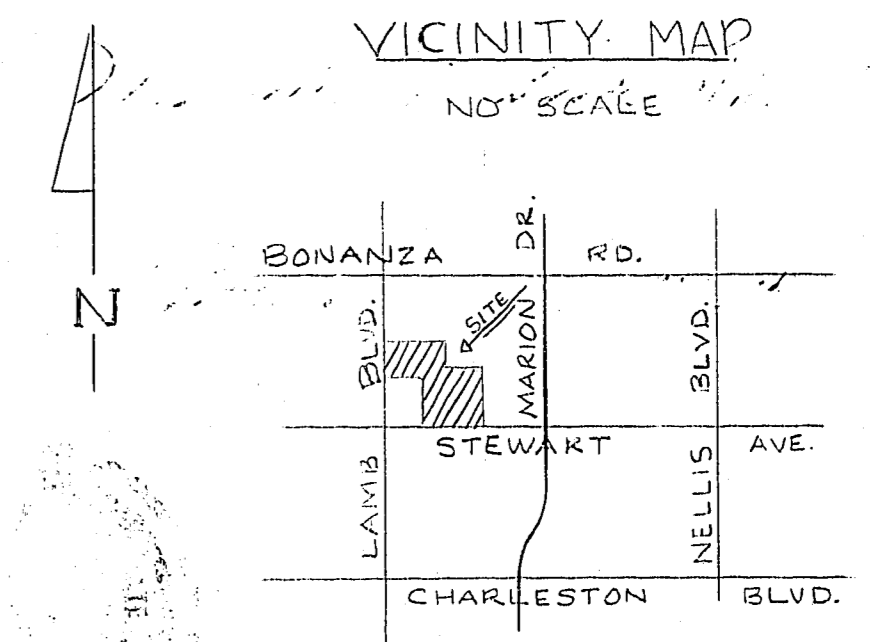 VICINITY MAP
NO SCALE
N
BONANZA RD.
MARION DR.
SITE
LAMB BLVD.
NELLIS BLVD.
STEWART AVE.
CHARLESTON BLVD.